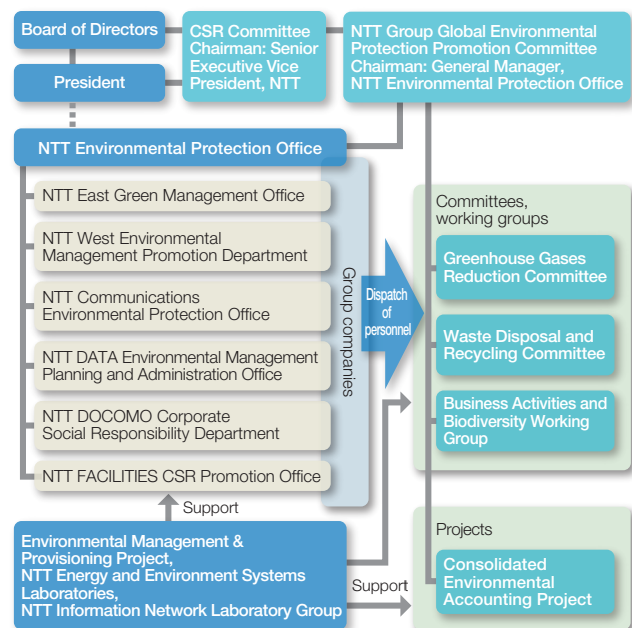 Board of Directors
President
CSR Committee
Chairman: Senior
Executive Vice
President, NTT
NTT Group Global Environmental
Protection Promotion Committee
Chairman: General Manager,
NTT Environmental Protection Office
NTT Environmental Protection Office
NTT East Green Management Office
NTT West Environmental
Management Promotion Department
NTT Communications
Environmental Protection Office
NTT DATA Environmental Management
Planning and Administration Office
NTT DOCOMO Corporate
Social Responsibility Department
NTT FACILITIES CSR Promotion Office
Group companies
Dispatch
of
personnel
Committees,
working groups
Greenhouse Gases
Reduction Committee
Waste Disposal and
Recycling Committee
Business Activities and
Biodiversity Working
Group
Support
Environmental Management &
Provisioning Project,
NTT Energy and Environment Systems
Laboratories,
NTT Information Network Laboratory Group
Support
Projects
Consolidated
Environmental
Accounting Project